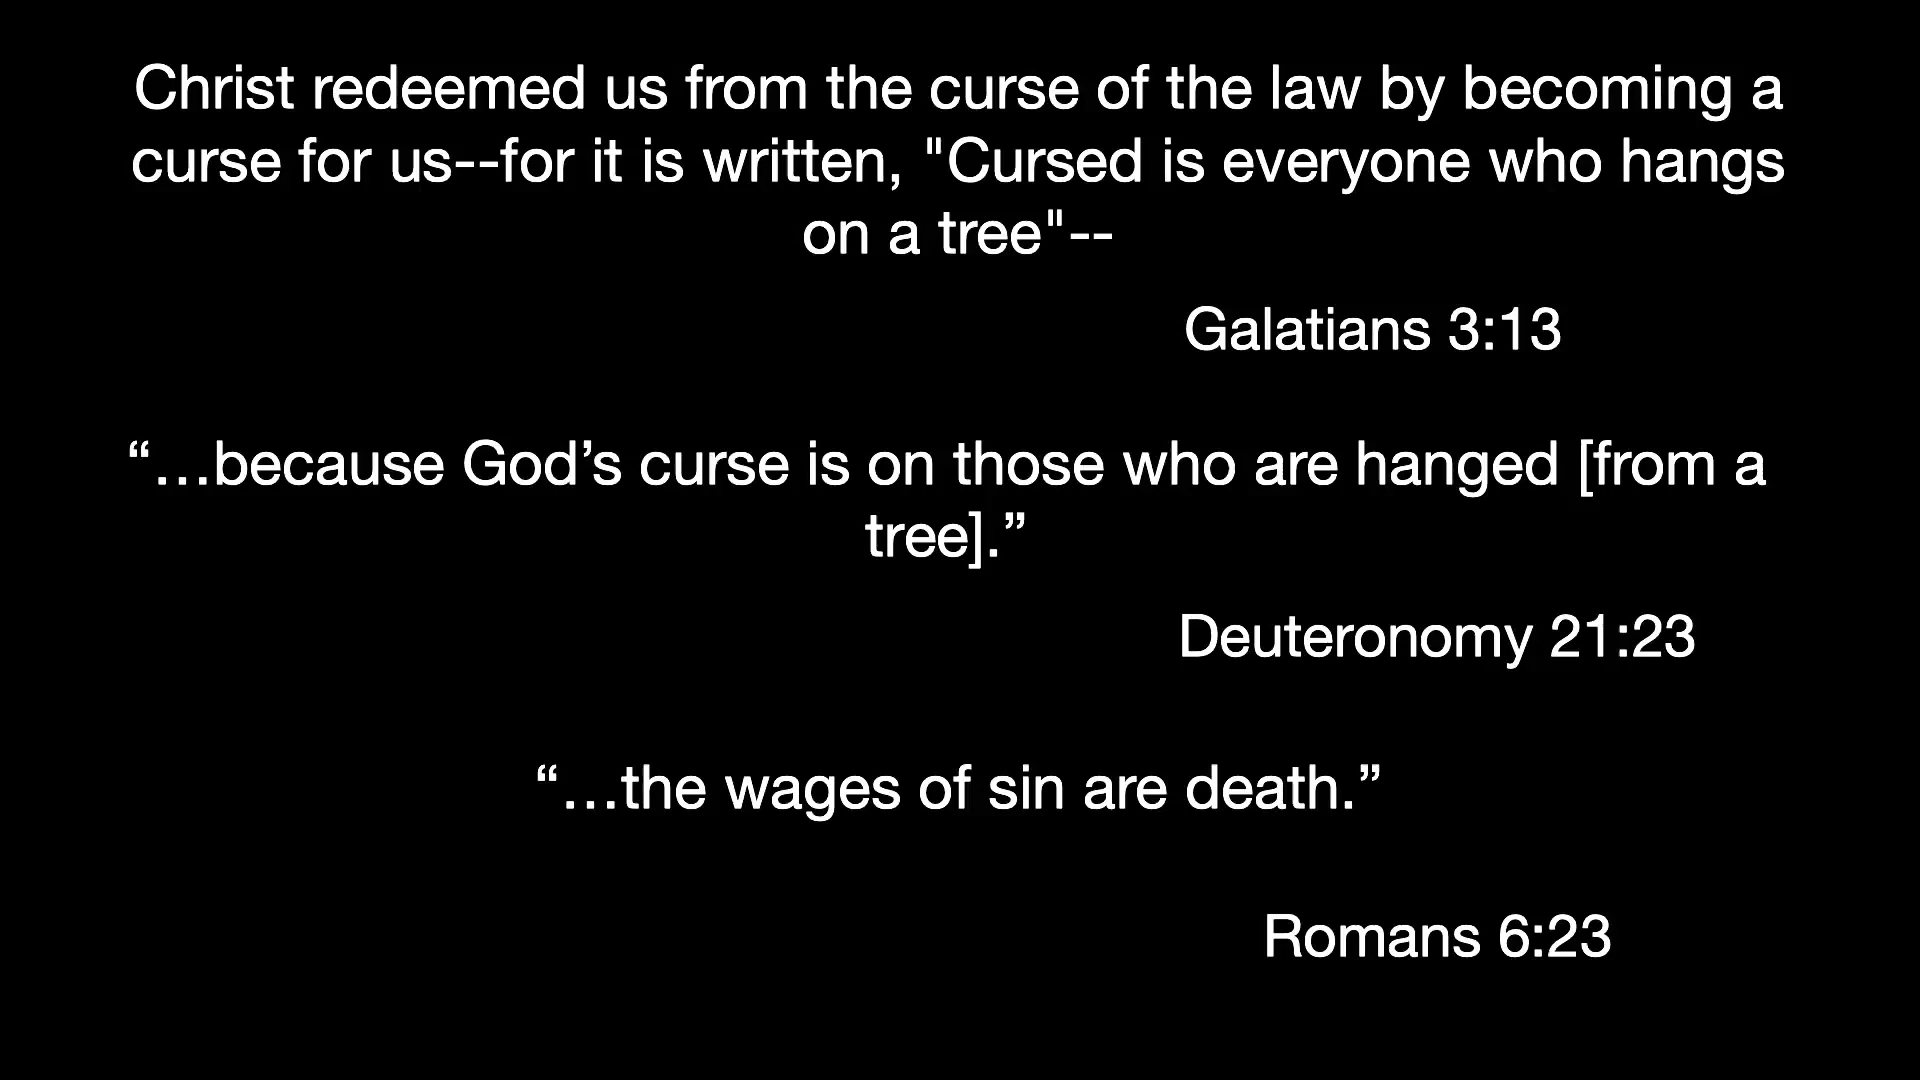 Christ redeemed us from the curse of the law by becoming a
curse for us--for it is written, "Cursed is everyone who hangs
on a tree"--
Galatians 3:13
“…because God’s curse is on those who are hanged [from a
tree].”
Deuteronomy 21:23
“…the wages of sin are death.”
Romans 6:23